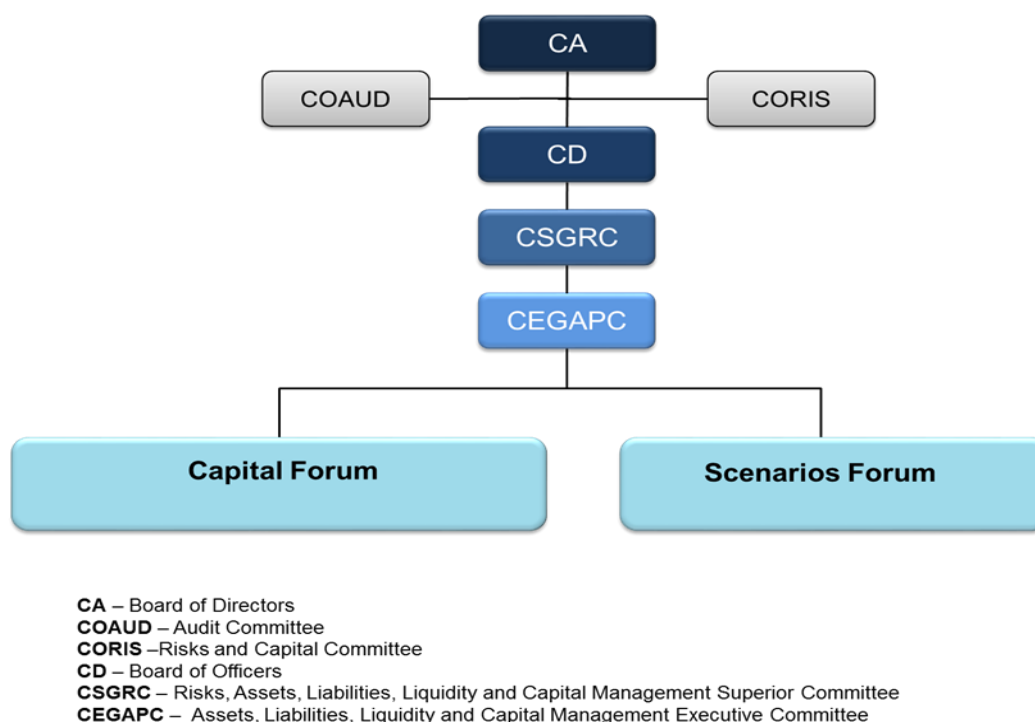 CA
COAUD
CORIS
CD
CSGRC
CEGAPC
Capital Forum
Scenarios Forum
CA – Board of Directors
COAUD – Audit Committee
CORIS –Risks and Capital Committee
CD – Board of Officers
CSGRC – Risks, Assets, Liabilities, Liquidity and Capital Management Superior Committee
CEGAPC – Assets, Liabilities, Liquidity and Capital Management Executive Committee